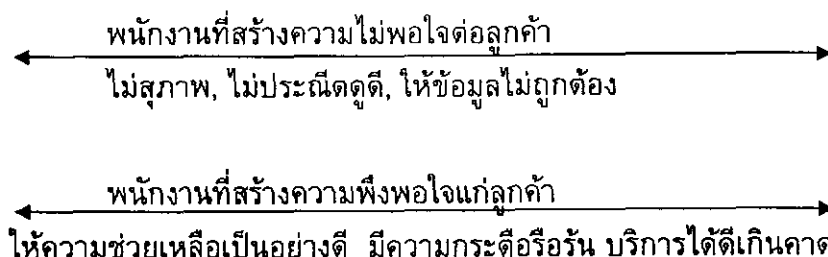 พนักงานที่สร้างความไม่พอใจต่อลูกค้า
ไม่สุภาพ, ไม่ประณีตดูดี, ให้ข้อมูลไม่ถูกต้อง
พนักงานที่สร้างความพึงพอใจแก่ลูกค้า
ให้ความช่วยเหลือเป็นอย่างดี มีความกระตือรือร้น บริการได้ดีเกินคาด